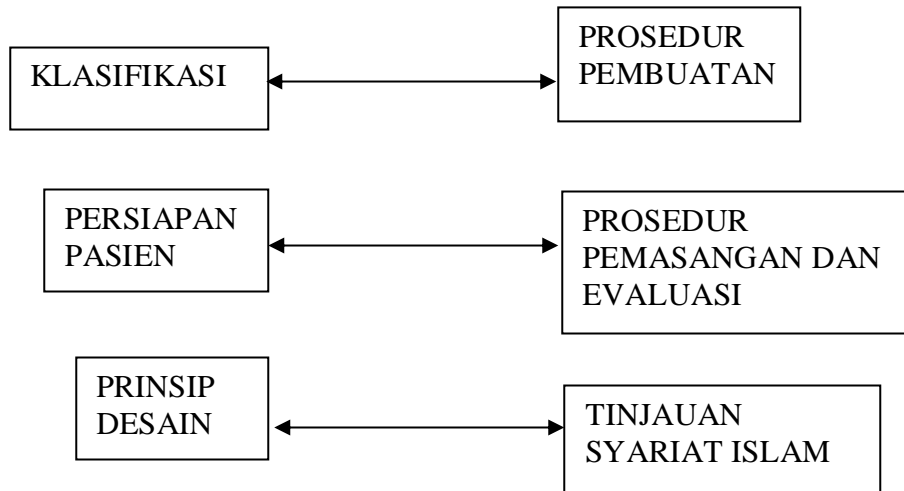 KLASIFIKASI
PROSEDUR
PEMBUATAN
PERSIAPAN
PASIEN
PROSEDUR
PEMASANGAN DAN
EVALUASI
PRINSIP
DESAIN
TINJAUAN
SYARIAT ISLAM